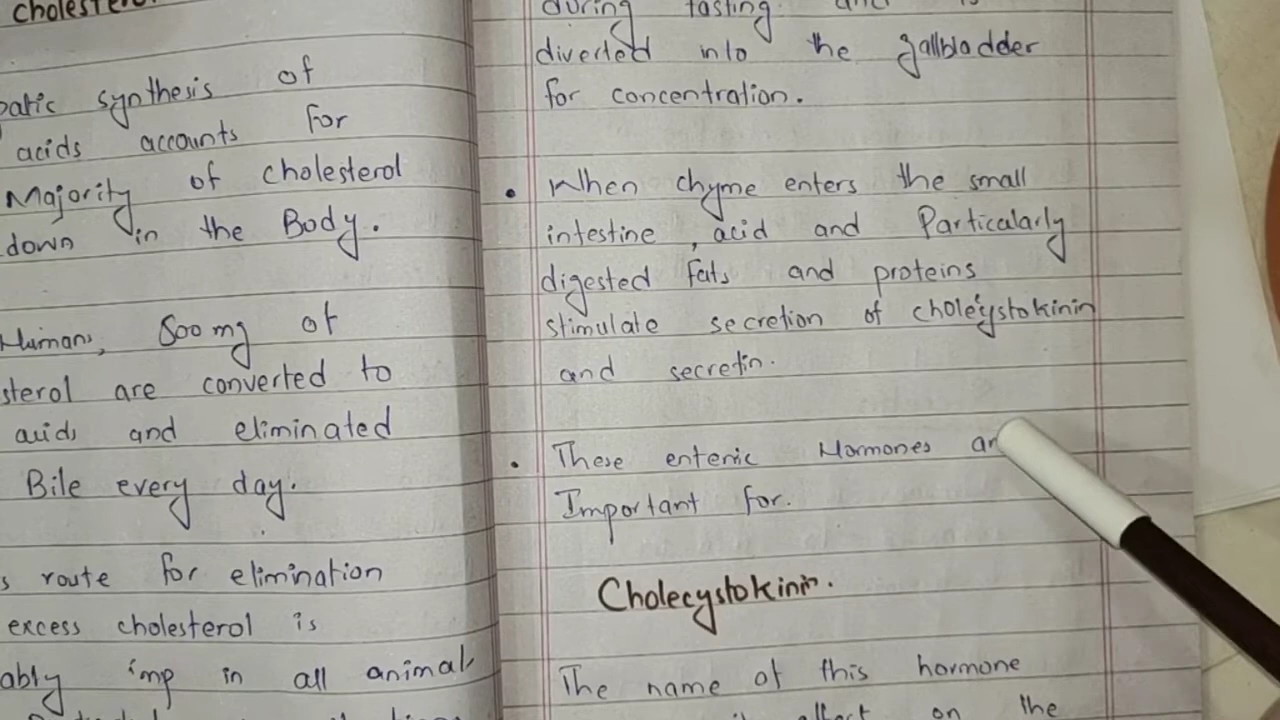 cholesterol
patic synthesis of
acids accounts for
Majority of cholesterol
down in the Body.
Humans, 800mg of
sterol are converted to
acids and eliminated
Bile every day.
s route for elimination
excess cholesterol is
ably imp in all animal
during fasting and is
diverted into the gallbladder
for concentration.
• When chyme enters the small
intestine, acid and Particalarly
digested fats and proteins
stimulate secretion of cholecystokinin
and secretin.
• These enteric Hormones ar
Important for.
Cholecystokinin.
The name of this hormone
effect on the